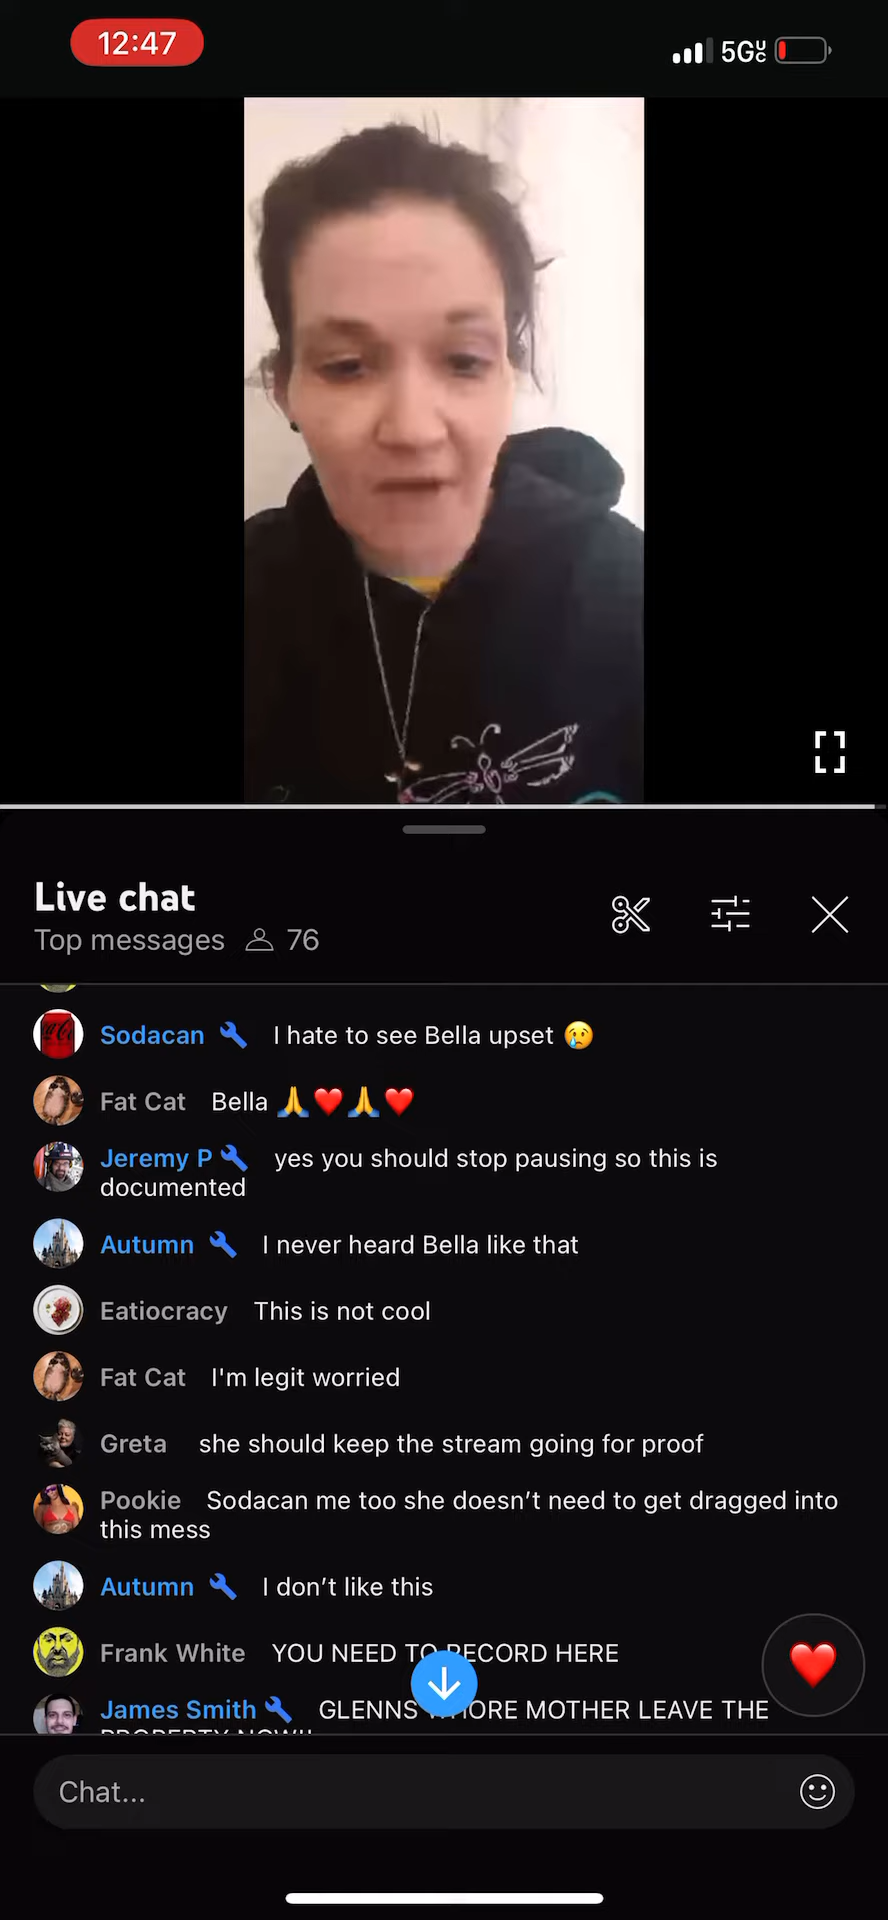 12:47
5GUC
Live chat
Top messages 76
Sodacan I hate to see Bella upset 😢
Fat Cat Bella 🙏❤️🙏❤️
Jeremy P yes you should stop pausing so this is
documented
Autumn I never heard Bella like that
Eatiocracy This is not cool
Fat Cat I'm legit worried
Greta she should keep the stream going for proof
Pookie Sodacan me too she doesn’t need to get dragged into
this mess
Autumn I don’t like this
Frank White YOU NEED TO RECORD HERE
James Smith GLENNS WHORE MOTHER LEAVE THE
PROPERTY NOW!!
Chat...